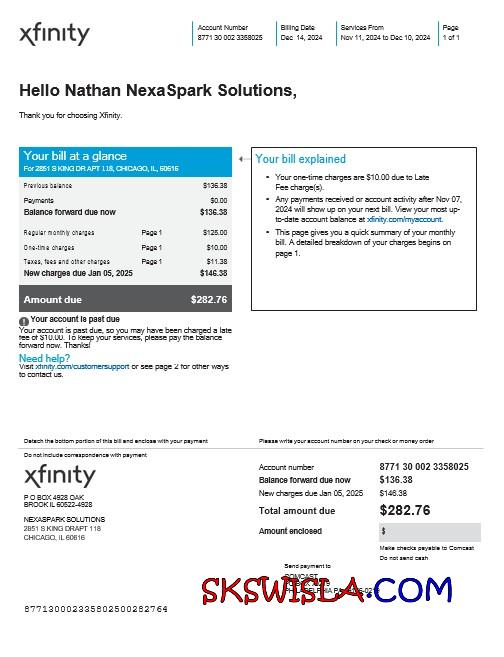 xfinity
Account Number
8771 30 002 3358025
Billing Date
Dec 14, 2024
Services From
Nov 11, 2024 to Dec 10, 2024
Page
1 of 1
Hello Nathan NexaSpark Solutions,
Thank you for choosing Xfinity.
Your bill at a glance
For 2851 S KING DR APT 118, CHICAGO, IL, 60616
Previous balance $136.38
Payments $0.00
Balance forward due now $136.38
Regular monthly charges Page 1 $125.00
One-time charges Page 1 $10.00
Taxes, fees and other charges Page 1 $11.38
New charges due Jan 05, 2025 $146.38
Amount due $282.76
Your account is past due
Your account is past due, so you may have been charged a late
fee of $10.00. To keep your services, please pay the balance
forward now. Thanks!
Need help?
Visit xfinity.com/customersupport or see page 2 for other ways
to contact us.
Your bill explained
• Your one-time charges are $10.00 due to Late
Fee charge(s).
• Any payments received or account activity after Nov 07,
2024 will show up on your next bill. View your most up-
to-date account balance at xfinity.com/myaccount.
• This page gives you a quick summary of your monthly
bill. A detailed breakdown of your charges begins on
page 1.
Detach the bottom portion of this bill and enclose with your payment
Please write your account number on your check or money order
Do not include correspondence with payment
xfinity
P O BOX 4928 OAK
BROOK IL 60522-4928
NEXASPARK SOLUTIONS
2851 S KING DRAPT 118
CHICAGO, IL 60616
Account number 8771 30 002 3358025
Balance forward due now $136.38
New charges due Jan 05, 2025 $146.38
Total amount due $282.76
Amount enclosed $
Make checks payable to Comcast
Do not send cash
Send payment to
COMCAST
PHILADELPHIA
SKSWISLA.COM
8771300023358025​00282764